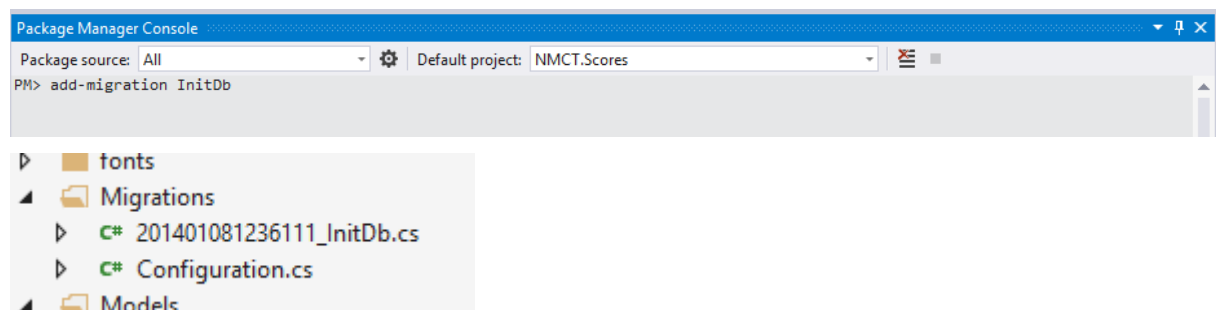 Package Manager Console
Package source: All Default project: NMCT.Scores
PM> add-migration InitDb
fonts
Migrations
C# 201401081236111_InitDb.cs
C# Configuration.cs
Models